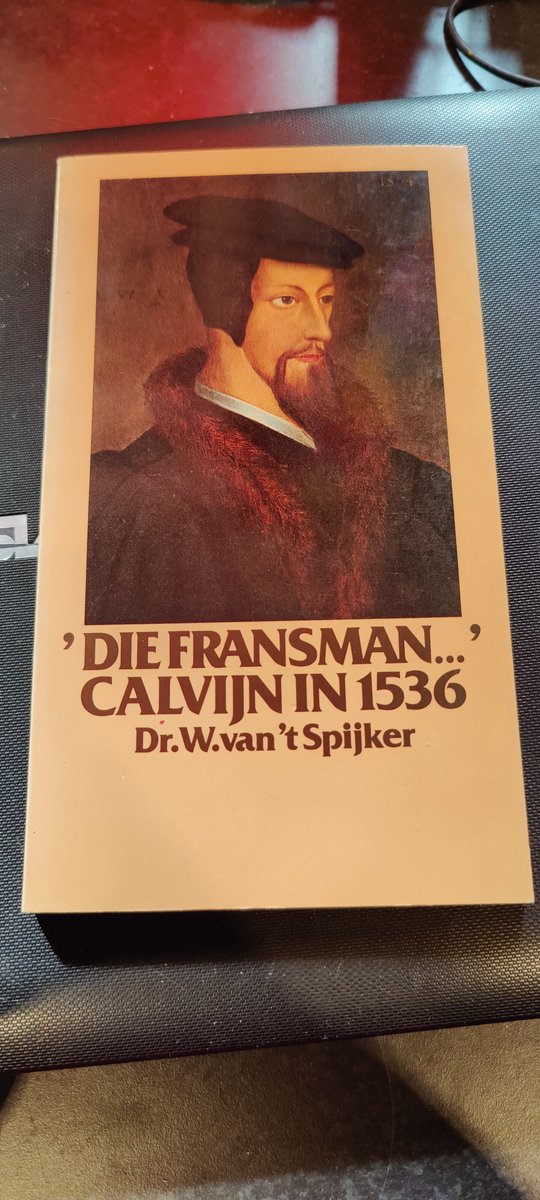 ’DIE FRANSMAN...’
CALVIJN IN 1536
Dr.W.van ’t Spijker